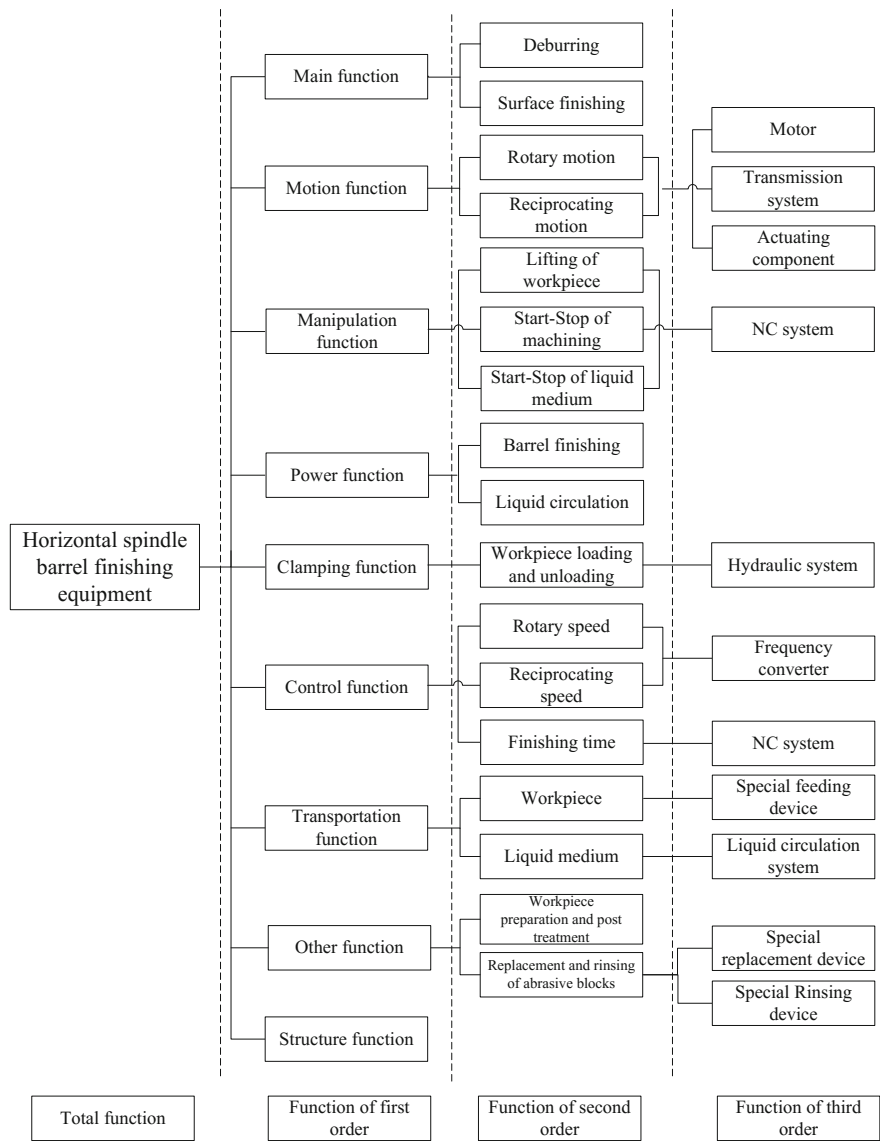 Horizontal spindle
barrel finishing
equipment
Main function
Deburring
Surface finishing
Motion function
Rotary motion
Reciprocating
motion
Motor
Transmission
system
Actuating
component
Manipulation
function
Lifting of
workpiece
Start-Stop of
machining
Start-Stop of liquid
medium
NC system
Power function
Barrel finishing
Liquid circulation
Clamping function
Workpiece loading
and unloading
Hydraulic system
Control function
Rotary speed
Reciprocating
speed
Finishing time
Frequency
converter
NC system
Transportation
function
Workpiece
Liquid medium
Special feeding
device
Liquid circulation
system
Other function
Workpiece
preparation and post
treatment
Replacement and rinsing
of abrasive blocks
Special
replacement device
Special Rinsing
device
Structure function
Total function
Function of first
order
Function of second
order
Function of third
order